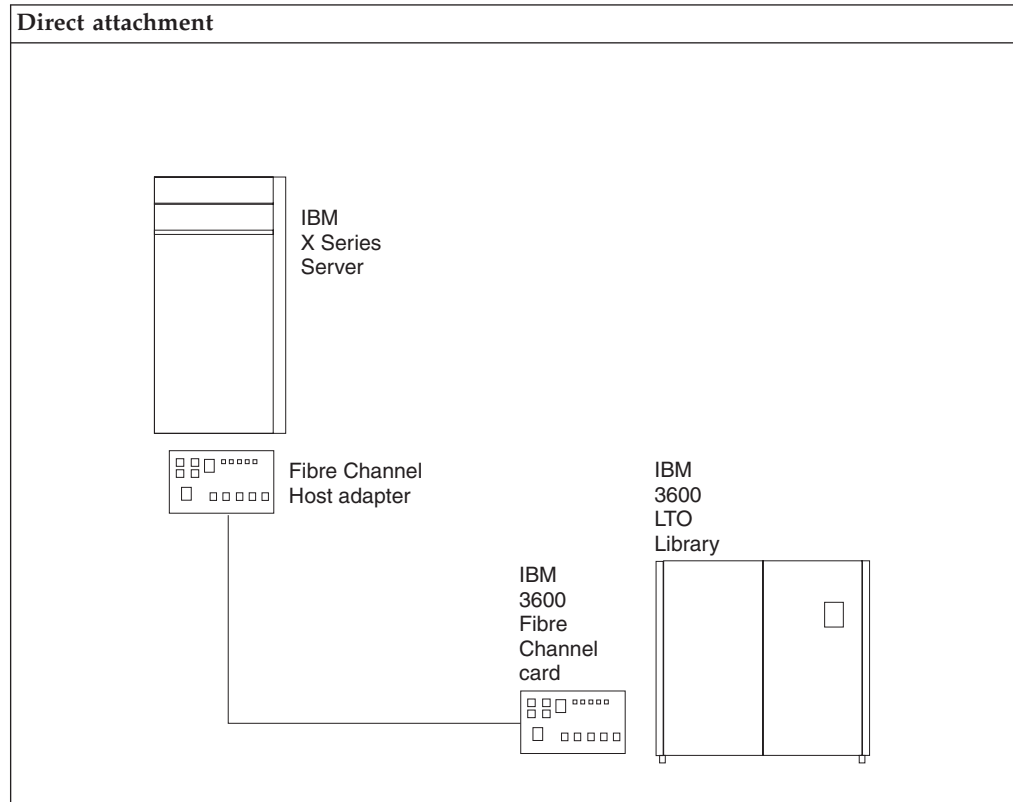 Direct attachment
IBM
X Series
Server
Fibre Channel
Host adapter
IBM
3600
LTO
Library
IBM
3600
Fibre
Channel
card